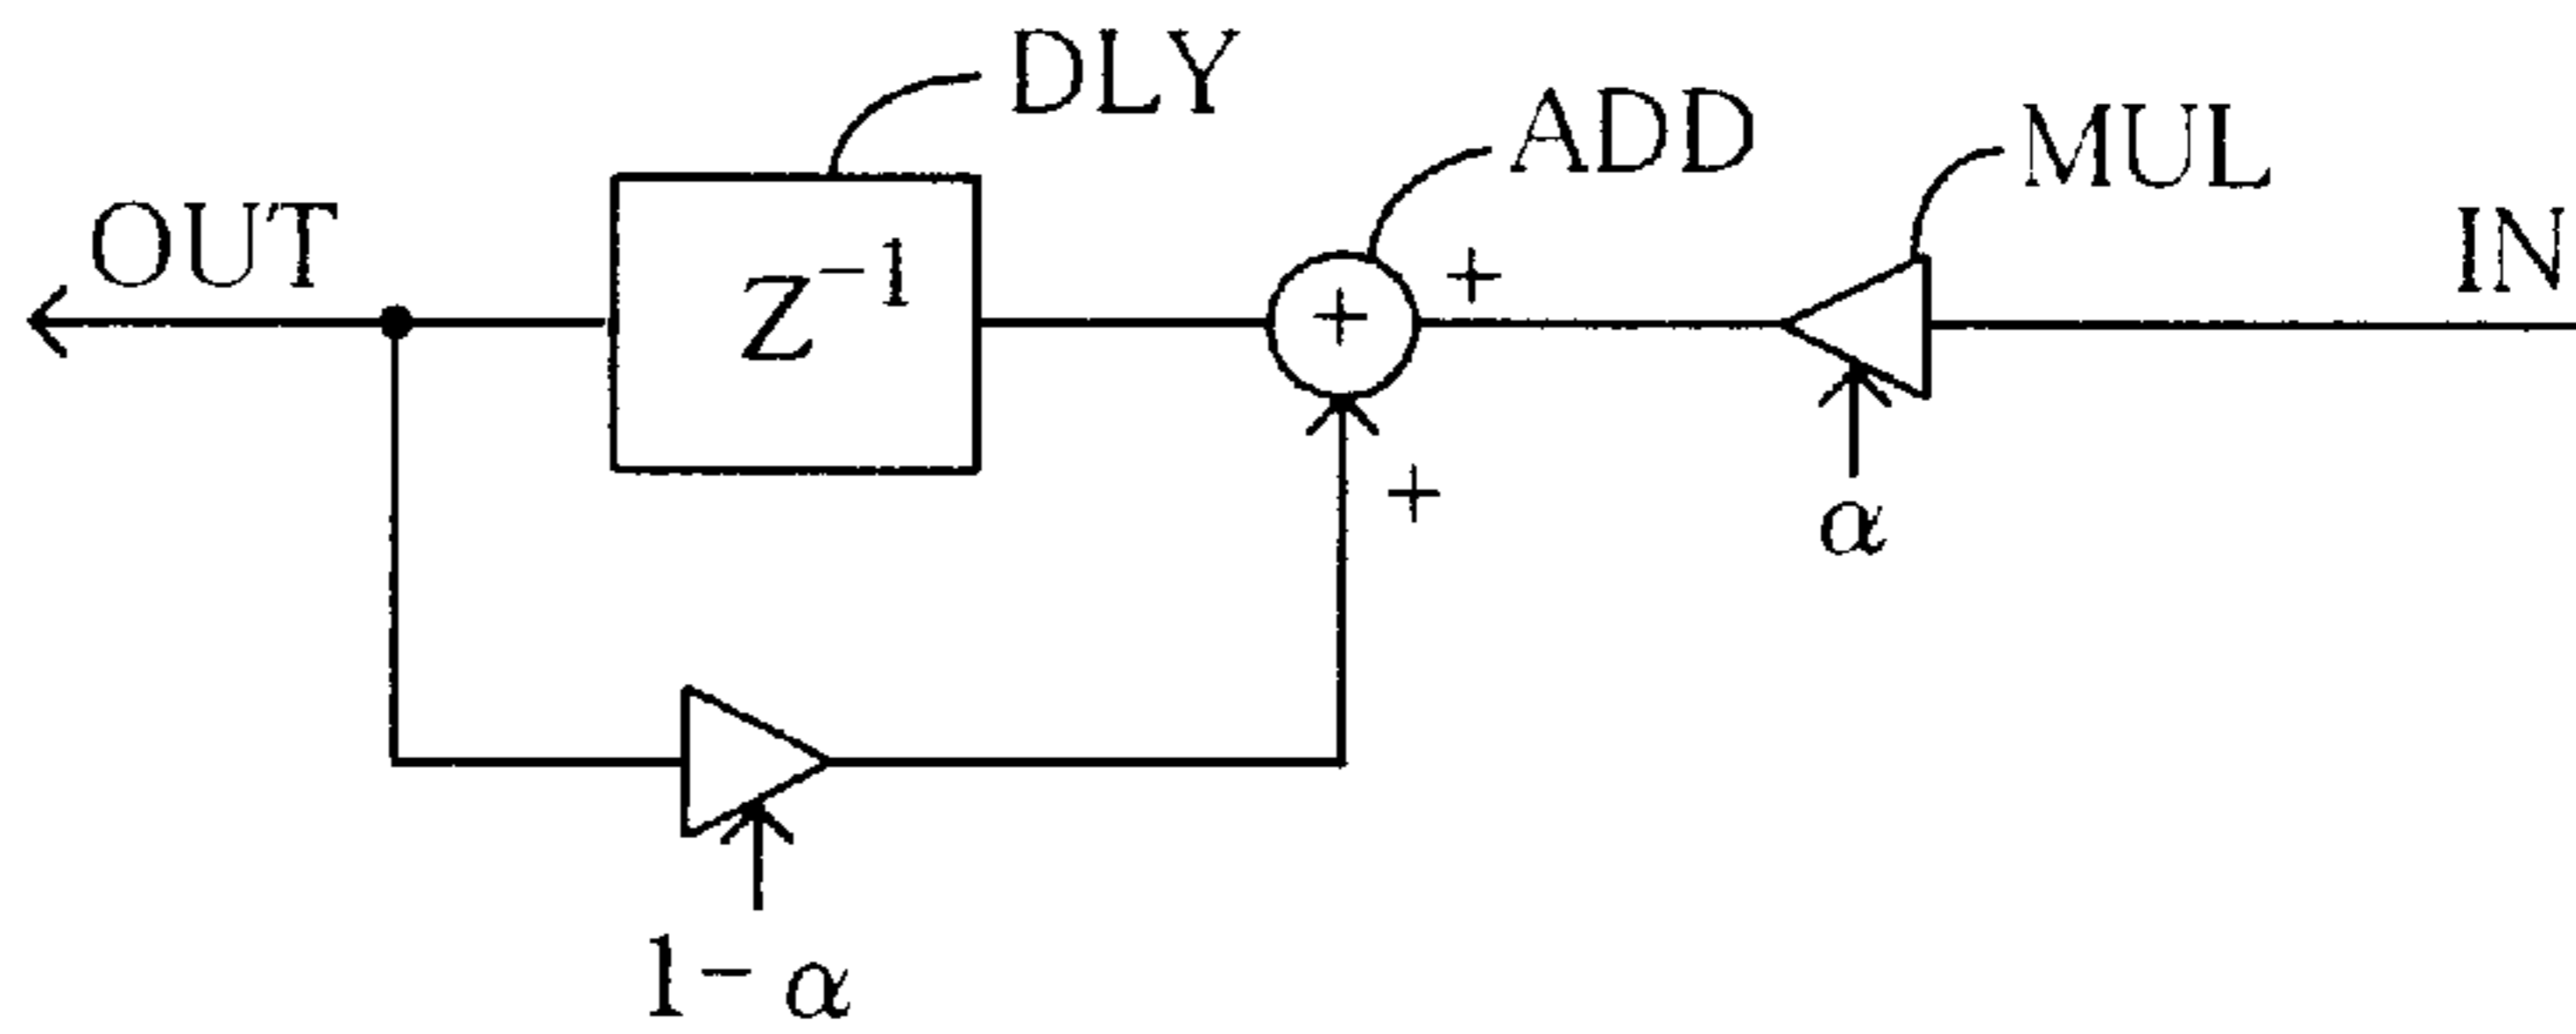 DLY
ADD
MUL
OUT
IN
Z⁻¹
+
+
+
α
1-α